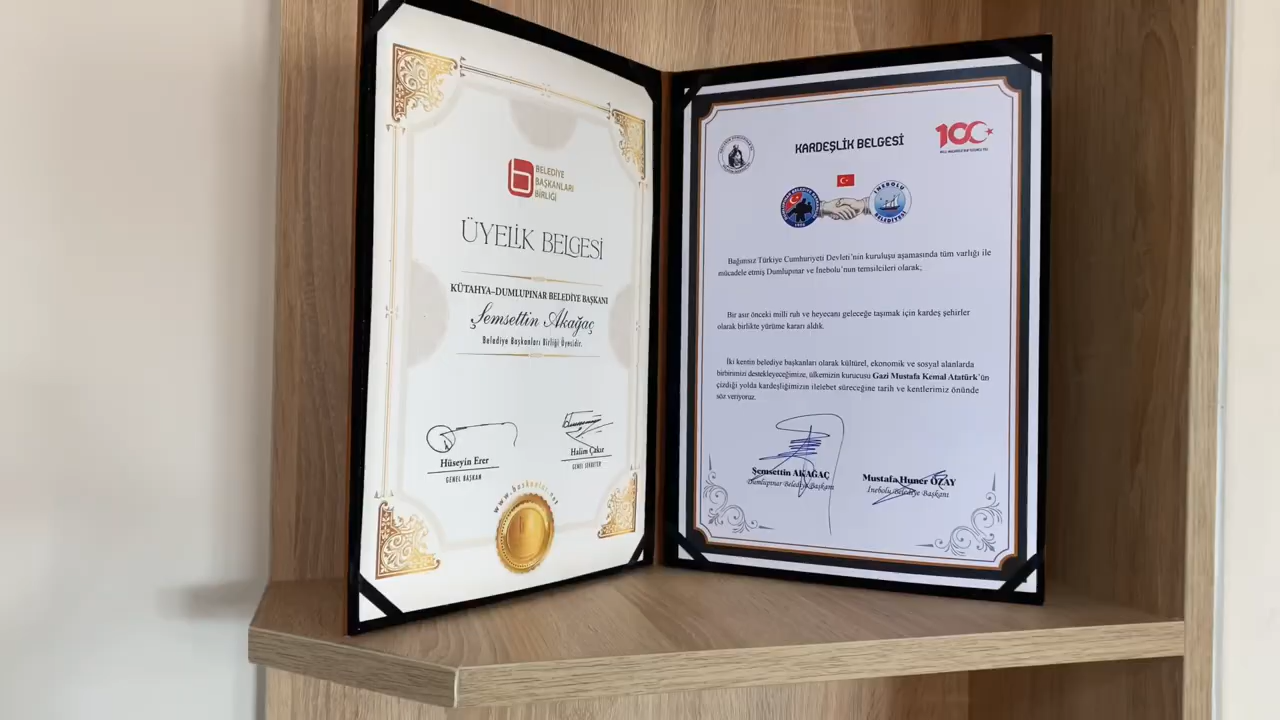 BELEDİYE
BAŞKANLARI
BİRLİĞİ
ÜYELİK BELGESİ
KÜTAHYA-DUMLUPINAR BELEDİYE BAŞKANI
Şemsettin Akağaç
Belediye Başkanları Birliği Üyesidir.
Hüseyin Erer
GENEL BAŞKAN
Halim Çakır
GENEL SEKRETER
KARDEŞLİK BELGESİ
100
İNEBOLU
BELEDİYESİ
Bağımsız Türkiye Cumhuriyeti Devleti'nin kuruluşu aşamasında tüm varlığı ile
mücadele etmiş Dumlupınar ve İnebolu'nun temsilcileri olarak;
Bir asır önceki milli ruh ve heyecanı geleceğe taşımak için kardeş şehirler
olarak birlikte yürüme kararı aldık.
İki kentin belediye başkanları olarak kültürel, ekonomik ve sosyal alanlarda
birbirimizi destekleyeceğimize, ülkemizin kurucusu Gazi Mustafa Kemal Atatürk'ün
çizdiği yolda kardeşliğimizin ilelebet süreceğine tarih ve kentlerimiz önünde
söz veriyoruz.
Şemsettin AKAĞAÇ
Dumlupınar Belediye Başkanı
Mustafa Huner ÖZAY
İnebolu Belediye Başkanı